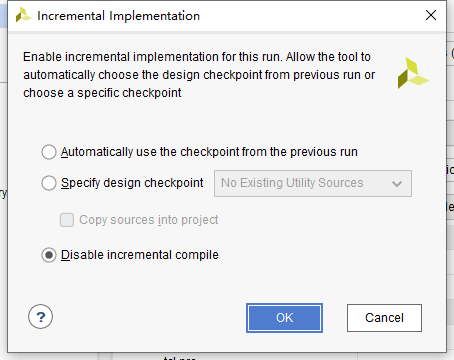 Incremental Implementation
Enable incremental implementation for this run. Allow the tool to
automatically choose the design checkpoint from previous run or
choose a specific checkpoint
Automatically use the checkpoint from the previous run
Specify design checkpoint
No Existing Utility Sources
Copy sources into project
Disable incremental compile
?
OK
Cancel